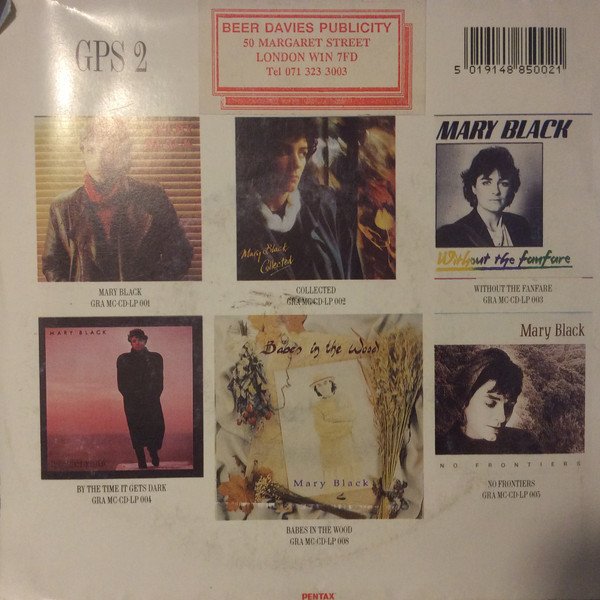 GPS 2
BEER DAVIES PUBLICITY
50 MARGARET STREET
LONDON W1N 7FD
Tel 071 323 3003
5 019148 850021
MARY BLACK
GRA MC-CD-LP 001
Mary Black
Collected
COLLECTED
GRA MC-CD-LP 002
MARY BLACK
Without the fanfare
WITHOUT THE FANFARE
GRA MC-CD-LP 003
MARY BLACK
BY THE TIME IT GETS DARK
GRA MC-CD-LP 004
Babes in the Wood
Mary Black
BABES IN THE WOOD
GRA MC-CD-LP 008
Mary Black
NO FRONTIERS
NO FRONTIERS
GRA MC-CD-LP 005
PENTAX